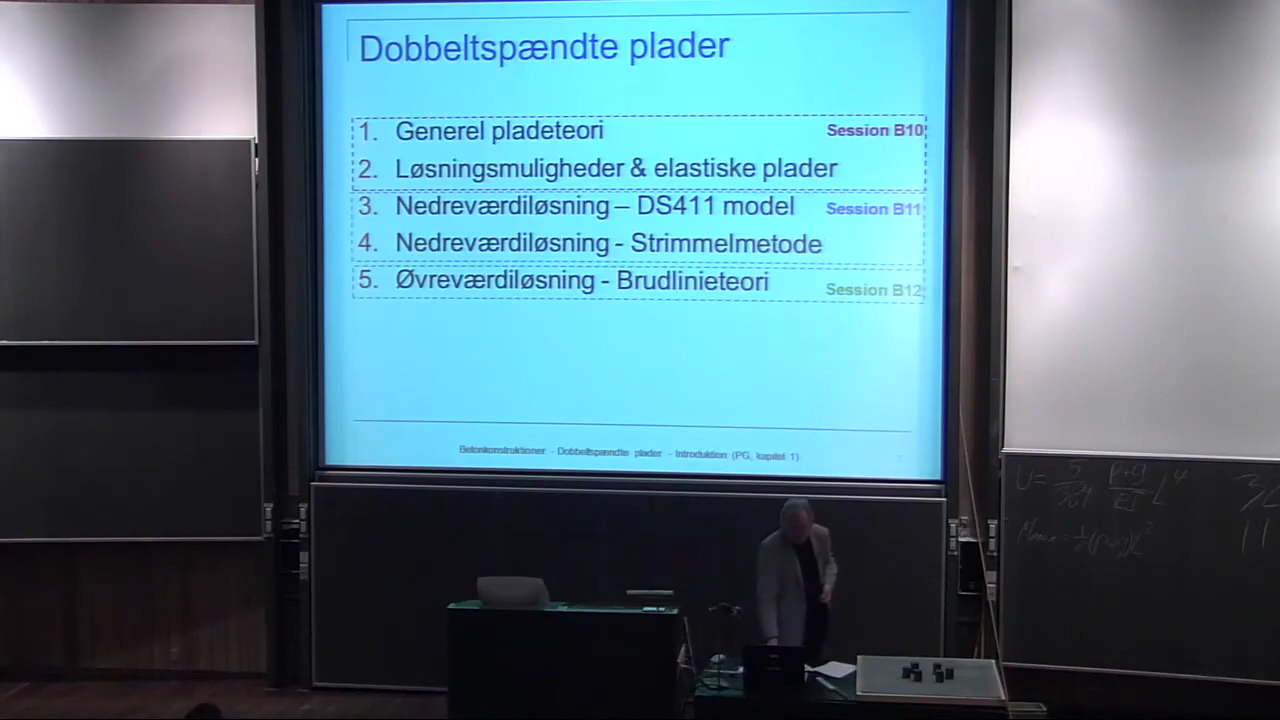 Dobbeltspændte plader
1. Generel pladeteori Session B10
2. Løsningsmuligheder & elastiske plader
3. Nedreværdiløsning – DS411 model Session B11
4. Nedreværdiløsning - Strimmelmetode
5. Øvreværdiløsning - Brudlinieteori Session B12
Betonkonstruktioner - Dobbeltspændte plader - Introduktion (PG, kapitel 1) 7